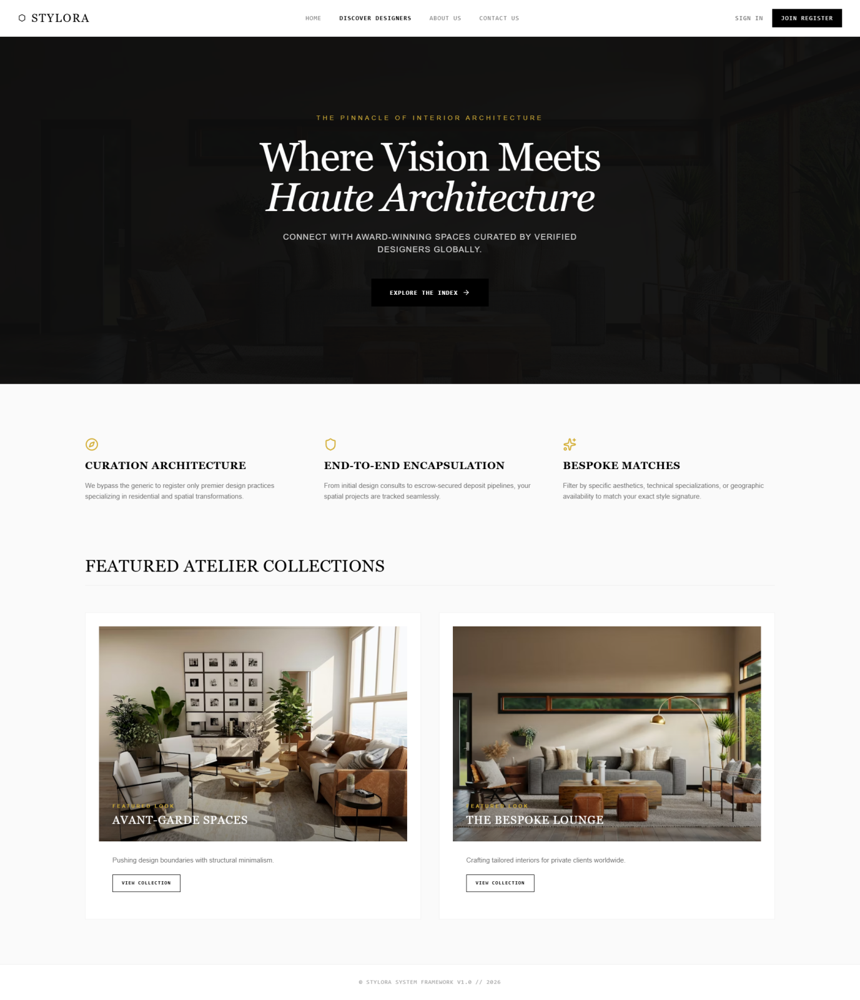 STYLORA
HOME
DISCOVER DESIGNERS
ABOUT US
CONTACT US
SIGN IN
JOIN REGISTER
THE PINNACLE OF INTERIOR ARCHITECTURE
Where Vision Meets
Haute Architecture
CONNECT WITH AWARD-WINNING SPACES CURATED BY VERIFIED
DESIGNERS GLOBALLY.
EXPLORE THE INDEX →
CURATION ARCHITECTURE
We bypass the generic to register only premier design practices
specializing in residential and spatial transformations.
END-TO-END ENCAPSULATION
From initial design consults to escrow-secured deposit pipelines, your
spatial projects are tracked seamlessly.
BESPOKE MATCHES
Filter by specific aesthetics, technical specializations, or geographic
availability to match your exact style signature.
FEATURED ATELIER COLLECTIONS
FEATURED LOOK
AVANT-GARDE SPACES
Pushing design boundaries with structural minimalism.
VIEW COLLECTION
FEATURED LOOK
THE BESPOKE LOUNGE
Crafting tailored interiors for private clients worldwide.
VIEW COLLECTION
© STYLORA SYSTEM FRAMEWORK V1.0 // 2026